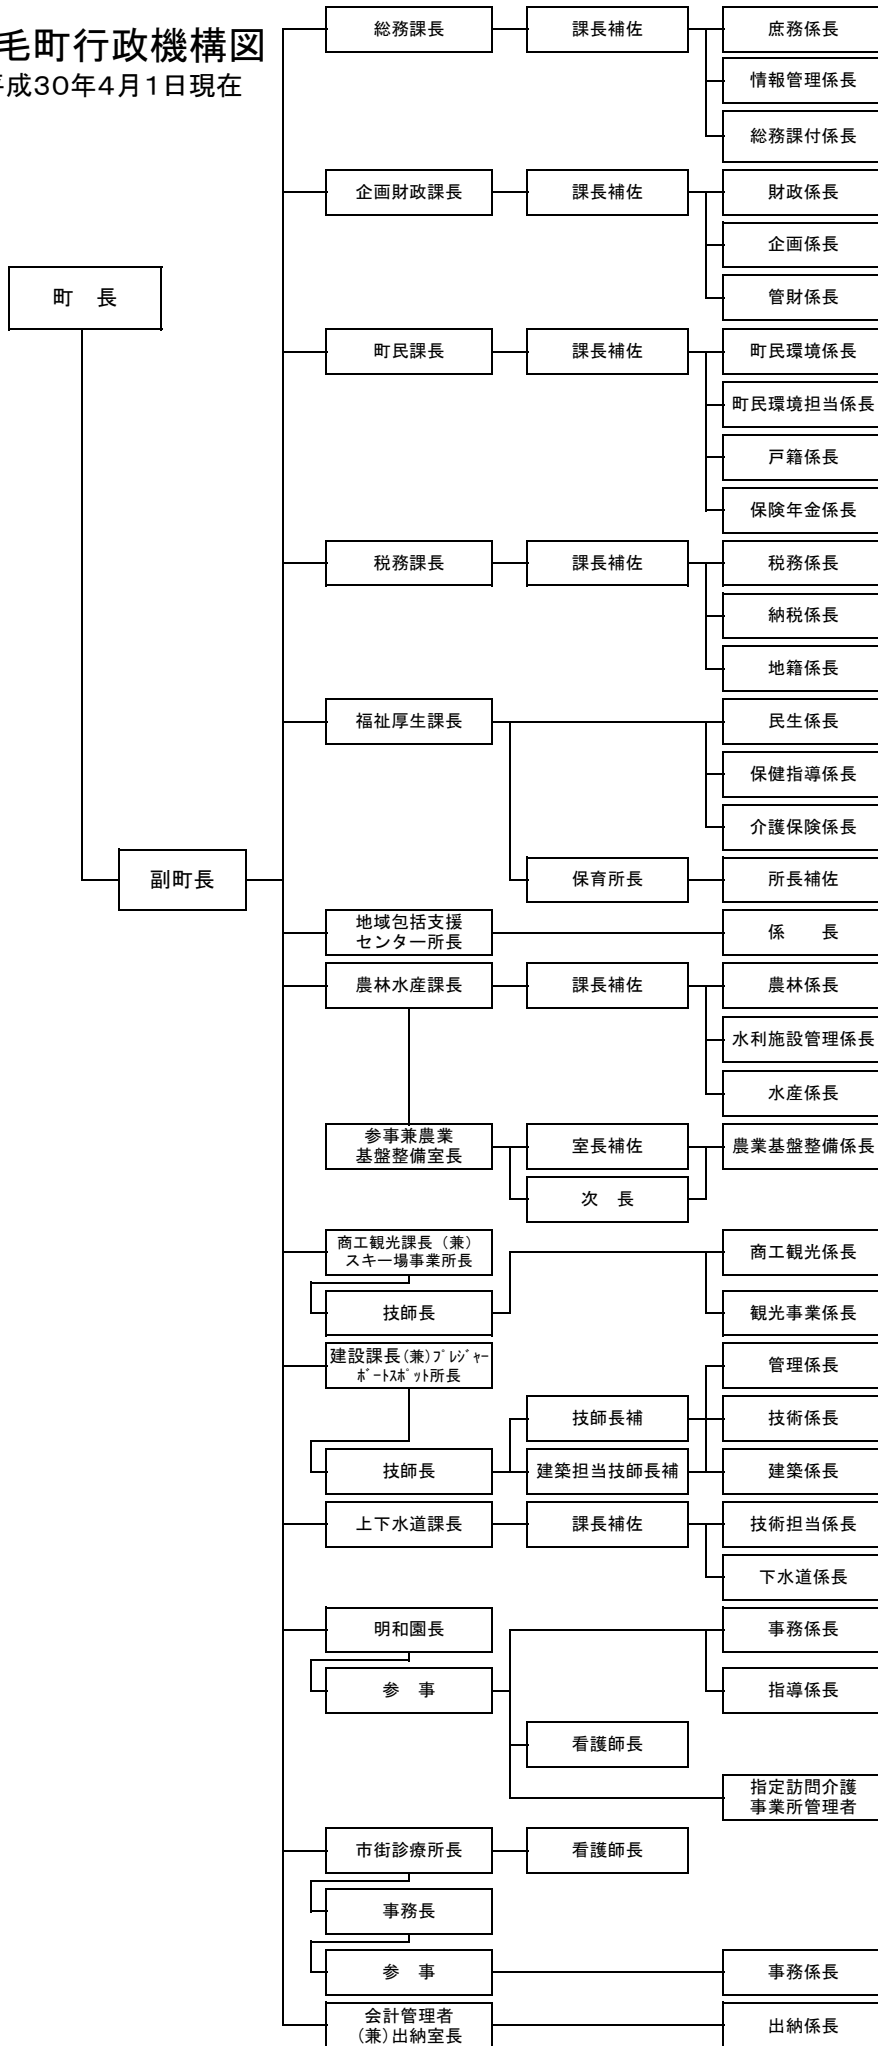 毛町行政機構図
平成30年4月1日現在
総務課長
課長補佐
庶務係長
情報管理係長
総務課付係長
企画財政課長
課長補佐
財政係長
企画係長
管財係長
町　長
町民課長
課長補佐
町民環境係長
町民環境担当係長
戸籍係長
保険年金係長
税務課長
課長補佐
税務係長
納税係長
地籍係長
福祉厚生課長
民生係長
保健指導係長
介護保険係長
副町長
保育所長
所長補佐
地域包括支援
センター所長
係　　長
農林水産課長
課長補佐
農林係長
水利施設管理係長
水産係長
参事兼農業
基盤整備室長
室長補佐
農業基盤整備係長
次　長
商工観光課長（兼）
スキー場事業所長
商工観光係長
技師長
観光事業係長
建設課長(兼)ﾌﾟﾚｼﾞｬｰ
ﾎﾞｰﾄｽﾎﾟｯﾄ所長
管理係長
技師長補
技術係長
技師長
建築担当技師長補
建築係長
上下水道課長
課長補佐
技術担当係長
下水道係長
明和園長
事務係長
参　事
指導係長
看護師長
指定訪問介護
事業所管理者
市街診療所長
看護師長
事務長
参　事
事務係長
会計管理者
(兼)出納室長
出納係長